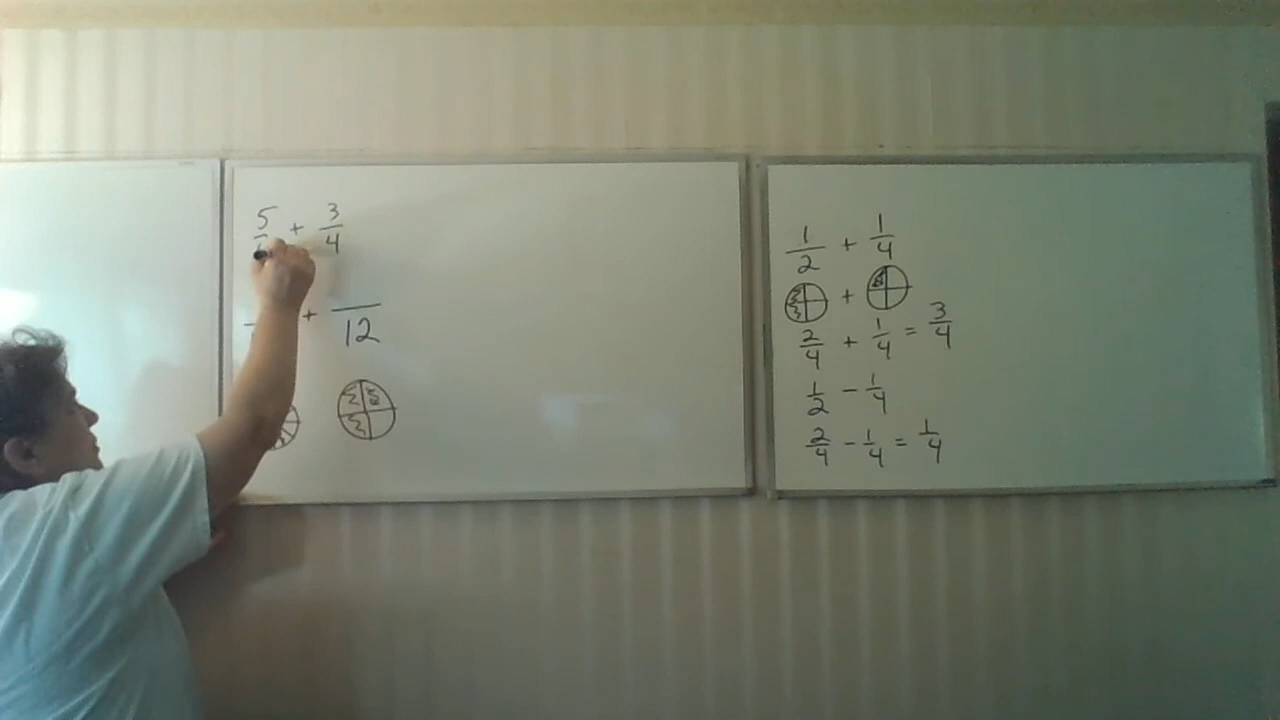 5/ + 3/4
+ /12
1/2 + 1/4
+
2/4 + 1/4 = 3/4
1/2 - 1/4
2/4 - 1/4 = 1/4